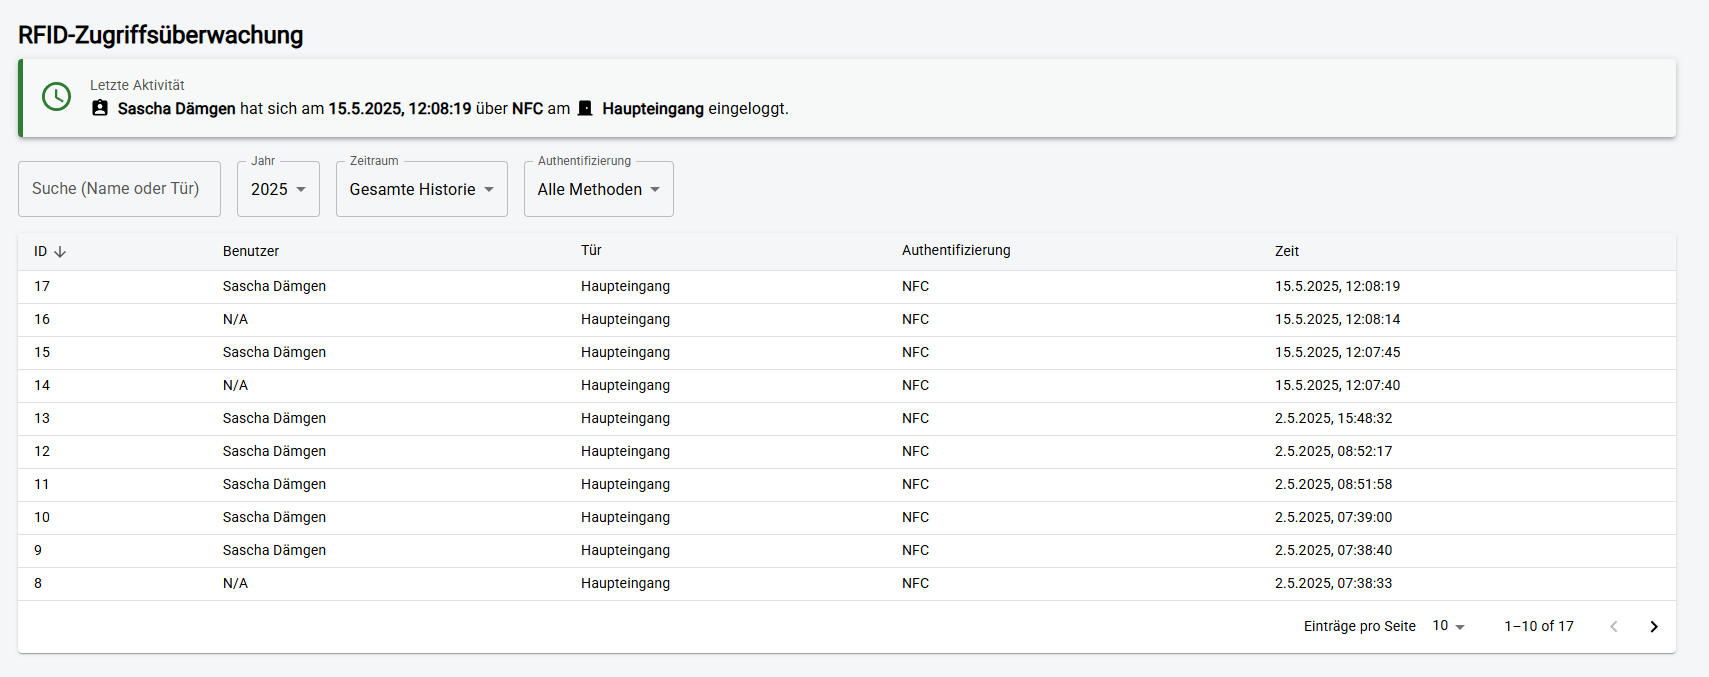 RFID-Zugriffsüberwachung
Letzte Aktivität
Sascha Dämgen hat sich am 15.5.2025, 12:08:19 über NFC am Haupteingang eingeloggt.
Jahr Zeitraum Authentifizierung
Suche (Name oder Tür) 2025 Gesamte Historie Alle Methoden
ID Benutzer Tür Authentifizierung Zeit
17 Sascha Dämgen Haupteingang NFC 15.5.2025, 12:08:19
16 N/A Haupteingang NFC 15.5.2025, 12:08:14
15 Sascha Dämgen Haupteingang NFC 15.5.2025, 12:07:45
14 N/A Haupteingang NFC 15.5.2025, 12:07:40
13 Sascha Dämgen Haupteingang NFC 2.5.2025, 15:48:32
12 Sascha Dämgen Haupteingang NFC 2.5.2025, 08:52:17
11 Sascha Dämgen Haupteingang NFC 2.5.2025, 08:51:58
10 Sascha Dämgen Haupteingang NFC 2.5.2025, 07:39:00
9 Sascha Dämgen Haupteingang NFC 2.5.2025, 07:38:40
8 N/A Haupteingang NFC 2.5.2025, 07:38:33
Einträge pro Seite 10 1–10 of 17